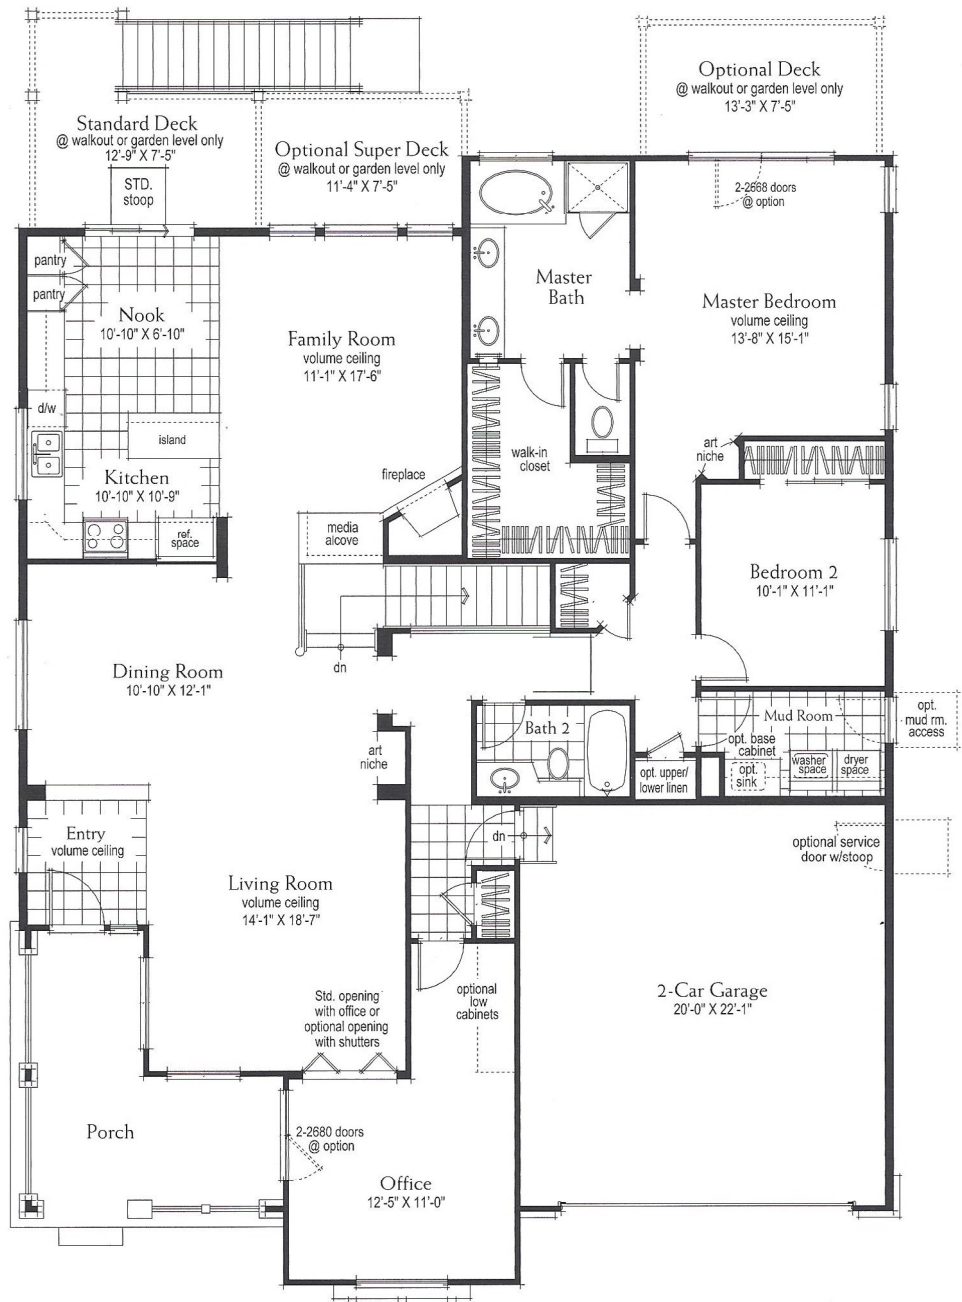 Optional Deck
@ walkout or garden level only
13'-3" X 7'-5"
Standard Deck
@ walkout or garden level only
12'-9" X 7'-5"
Optional Super Deck
@ walkout or garden level only
11'-4" X 7'-5"
STD.
stoop
2-2668 doors
@ option
pantry
pantry
Nook
10'-10" X 6'-10"
Family Room
volume ceiling
11'-1" X 17'-6"
Master
Bath
Master Bedroom
volume ceiling
13'-8" X 15'-1"
d/w
island
walk-in
closet
art
niche
Kitchen
10'-10" X 10'-9"
fireplace
media
alcove
ref.
space
Bedroom 2
10'-1" X 11'-1"
dn
Dining Room
10'-10" X 12'-1"
art
niche
Bath 2
Mud Room
opt.
mud rm.
access
opt. base
cabinet
opt. upper/
lower linen
opt.
sink
washer
space
dryer
space
Entry
volume ceiling
dn
optional service
door w/stoop
Living Room
volume ceiling
14'-1" X 18'-7"
Std. opening
with office or
optional opening
with shutters
optional
low
cabinets
2-Car Garage
20'-0" X 22'-1"
Porch
2-2680 doors
@ option
Office
12'-5" X 11'-0"